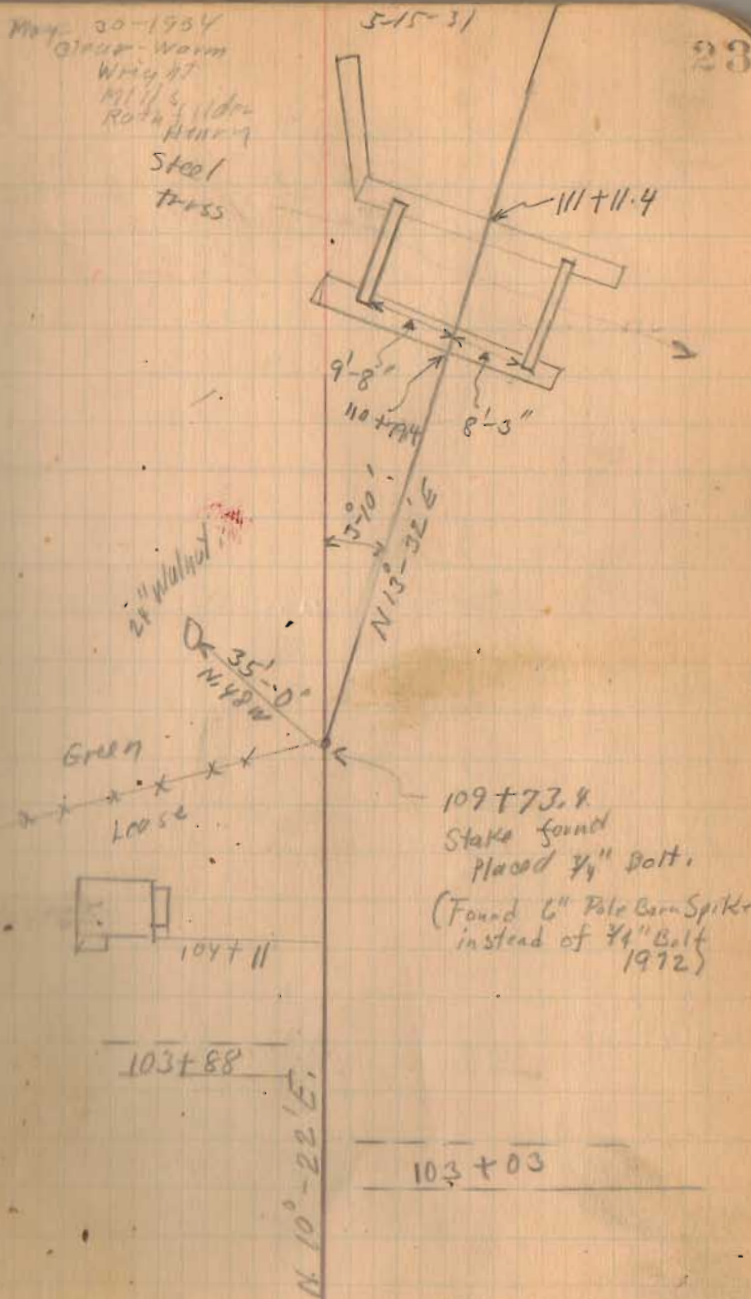 May 30-1934
Clear-Warm
Wright
Mills
Henry
Steel
truss
5-15-31
23
111+11.4
9'-8"
110+79.4
8'-3"
3°-10'
N 13°-32' E
24" Walnut
35'-0"
N.48W
Green
Lease
109+73.4
Stake found
Placed 3/4" Bolt.
(Found 6" Pole Barn Spike
instead of 3/4" Bolt
1972)
104+11
103+88
N. 10°-22' E.
103+03